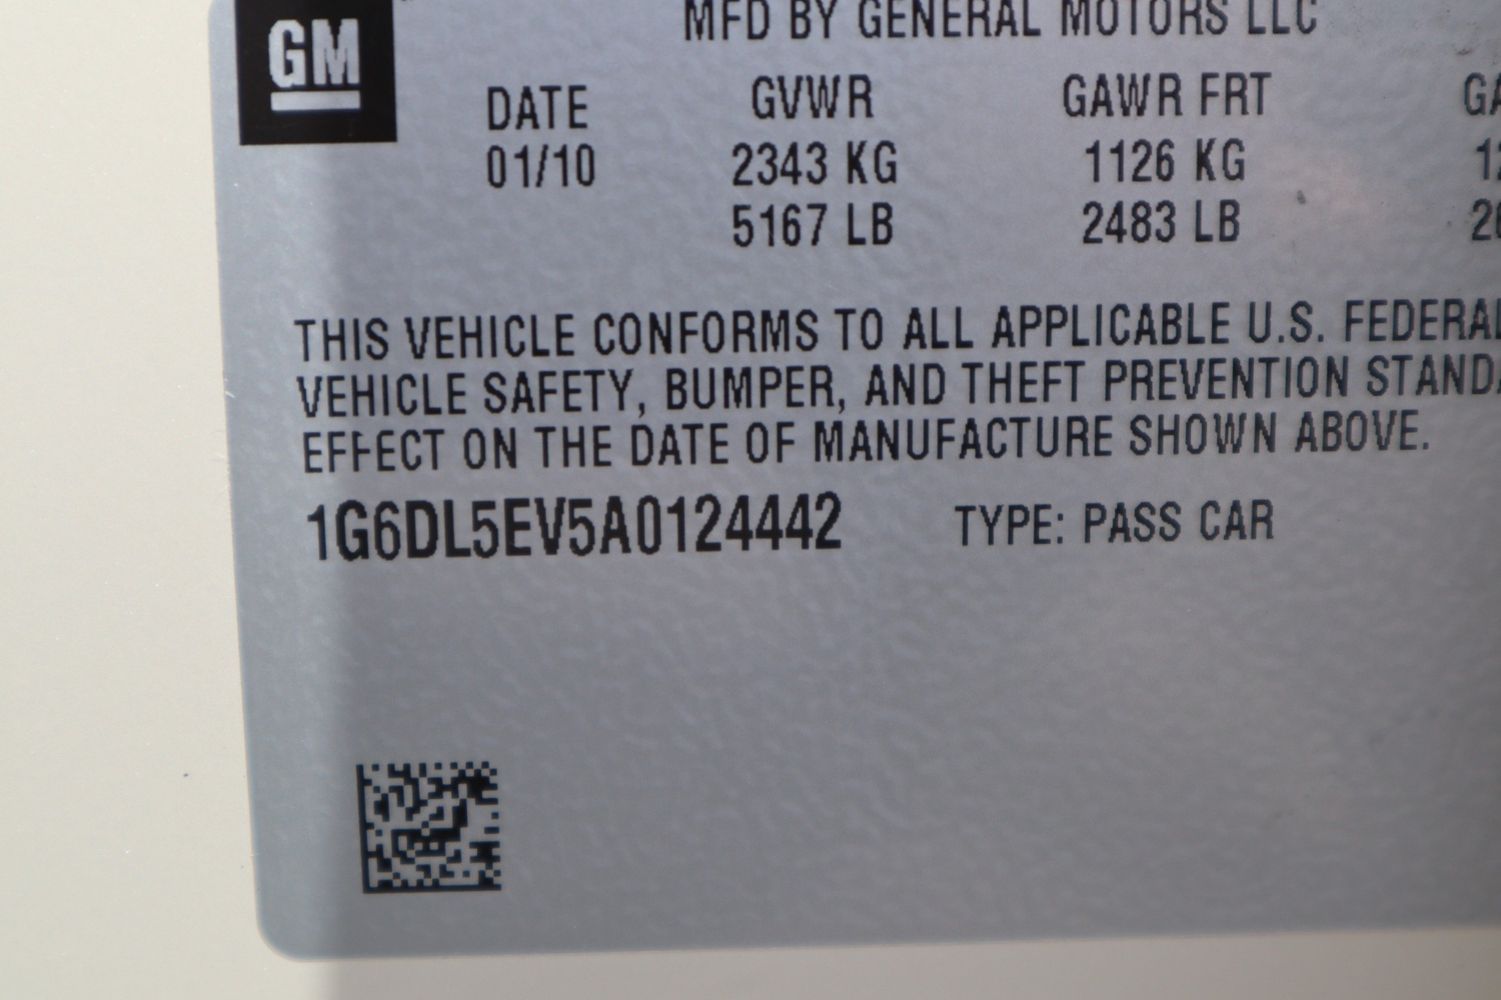 GM
MFD BY GENERAL MOTORS LLC
DATE GVWR GAWR FRT
01/10 2343 KG 1126 KG
5167 LB 2483 LB
THIS VEHICLE CONFORMS TO ALL APPLICABLE U.S. FEDERAL
VEHICLE SAFETY, BUMPER, AND THEFT PREVENTION STAND
EFFECT ON THE DATE OF MANUFACTURE SHOWN ABOVE.
1G6DL5EV5A0124442 TYPE: PASS CAR